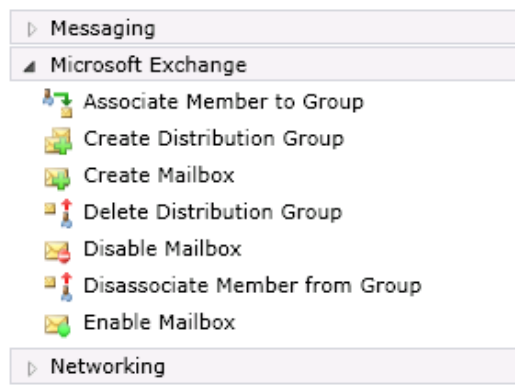 Messaging
Microsoft Exchange
Associate Member to Group
Create Distribution Group
Create Mailbox
Delete Distribution Group
Disable Mailbox
Disassociate Member from Group
Enable Mailbox
Networking